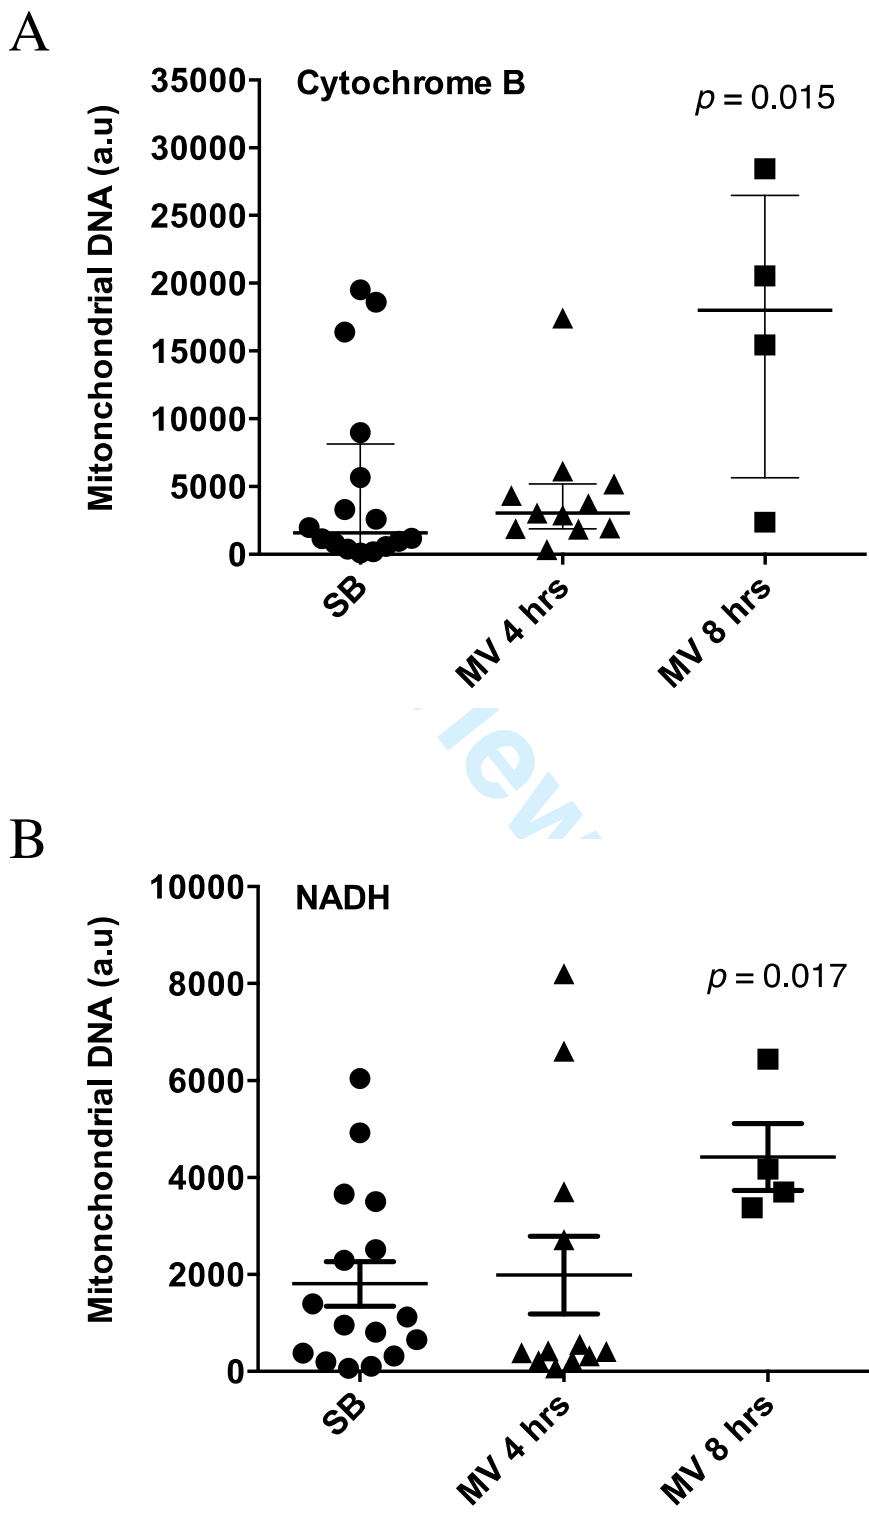 A
Cytochrome B
p = 0.015
Mitonchondrial DNA (a.u)
35000
30000
25000
20000
15000
10000
5000
0
SB
MV 4 hrs
MV 8 hrs
B
NADH
p = 0.017
Mitonchondrial DNA (a.u)
10000
8000
6000
4000
2000
0
SB
MV 4 hrs
MV 8 hrs